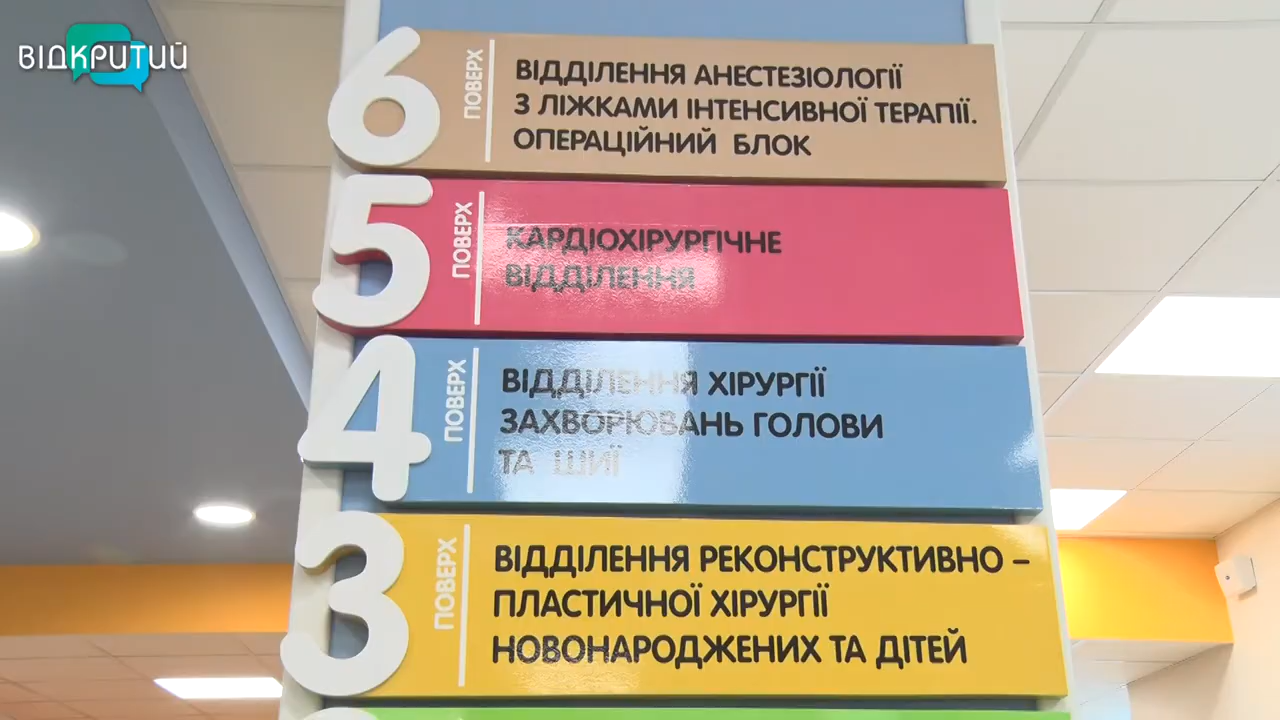 ВІДКРИТИЙ
6 ПОВЕРХ
ВІДДІЛЕННЯ АНЕСТЕЗІОЛОГІЇ
З ЛІЖКАМИ ІНТЕНСИВНОЇ ТЕРАПІЇ.
ОПЕРАЦІЙНИЙ БЛОК
5 ПОВЕРХ
КАРДІОХІРУРГІЧНЕ
ВІДДІЛЕННЯ
4 ПОВЕРХ
ВІДДІЛЕННЯ ХІРУРГІЇ
ЗАХВОРЮВАНЬ ГОЛОВИ
ТА ШИЇ
3 ПОВЕРХ
ВІДДІЛЕННЯ РЕКОНСТРУКТИВНО –
ПЛАСТИЧНОЇ ХІРУРГІЇ
НОВОНАРОДЖЕНИХ ТА ДІТЕЙ